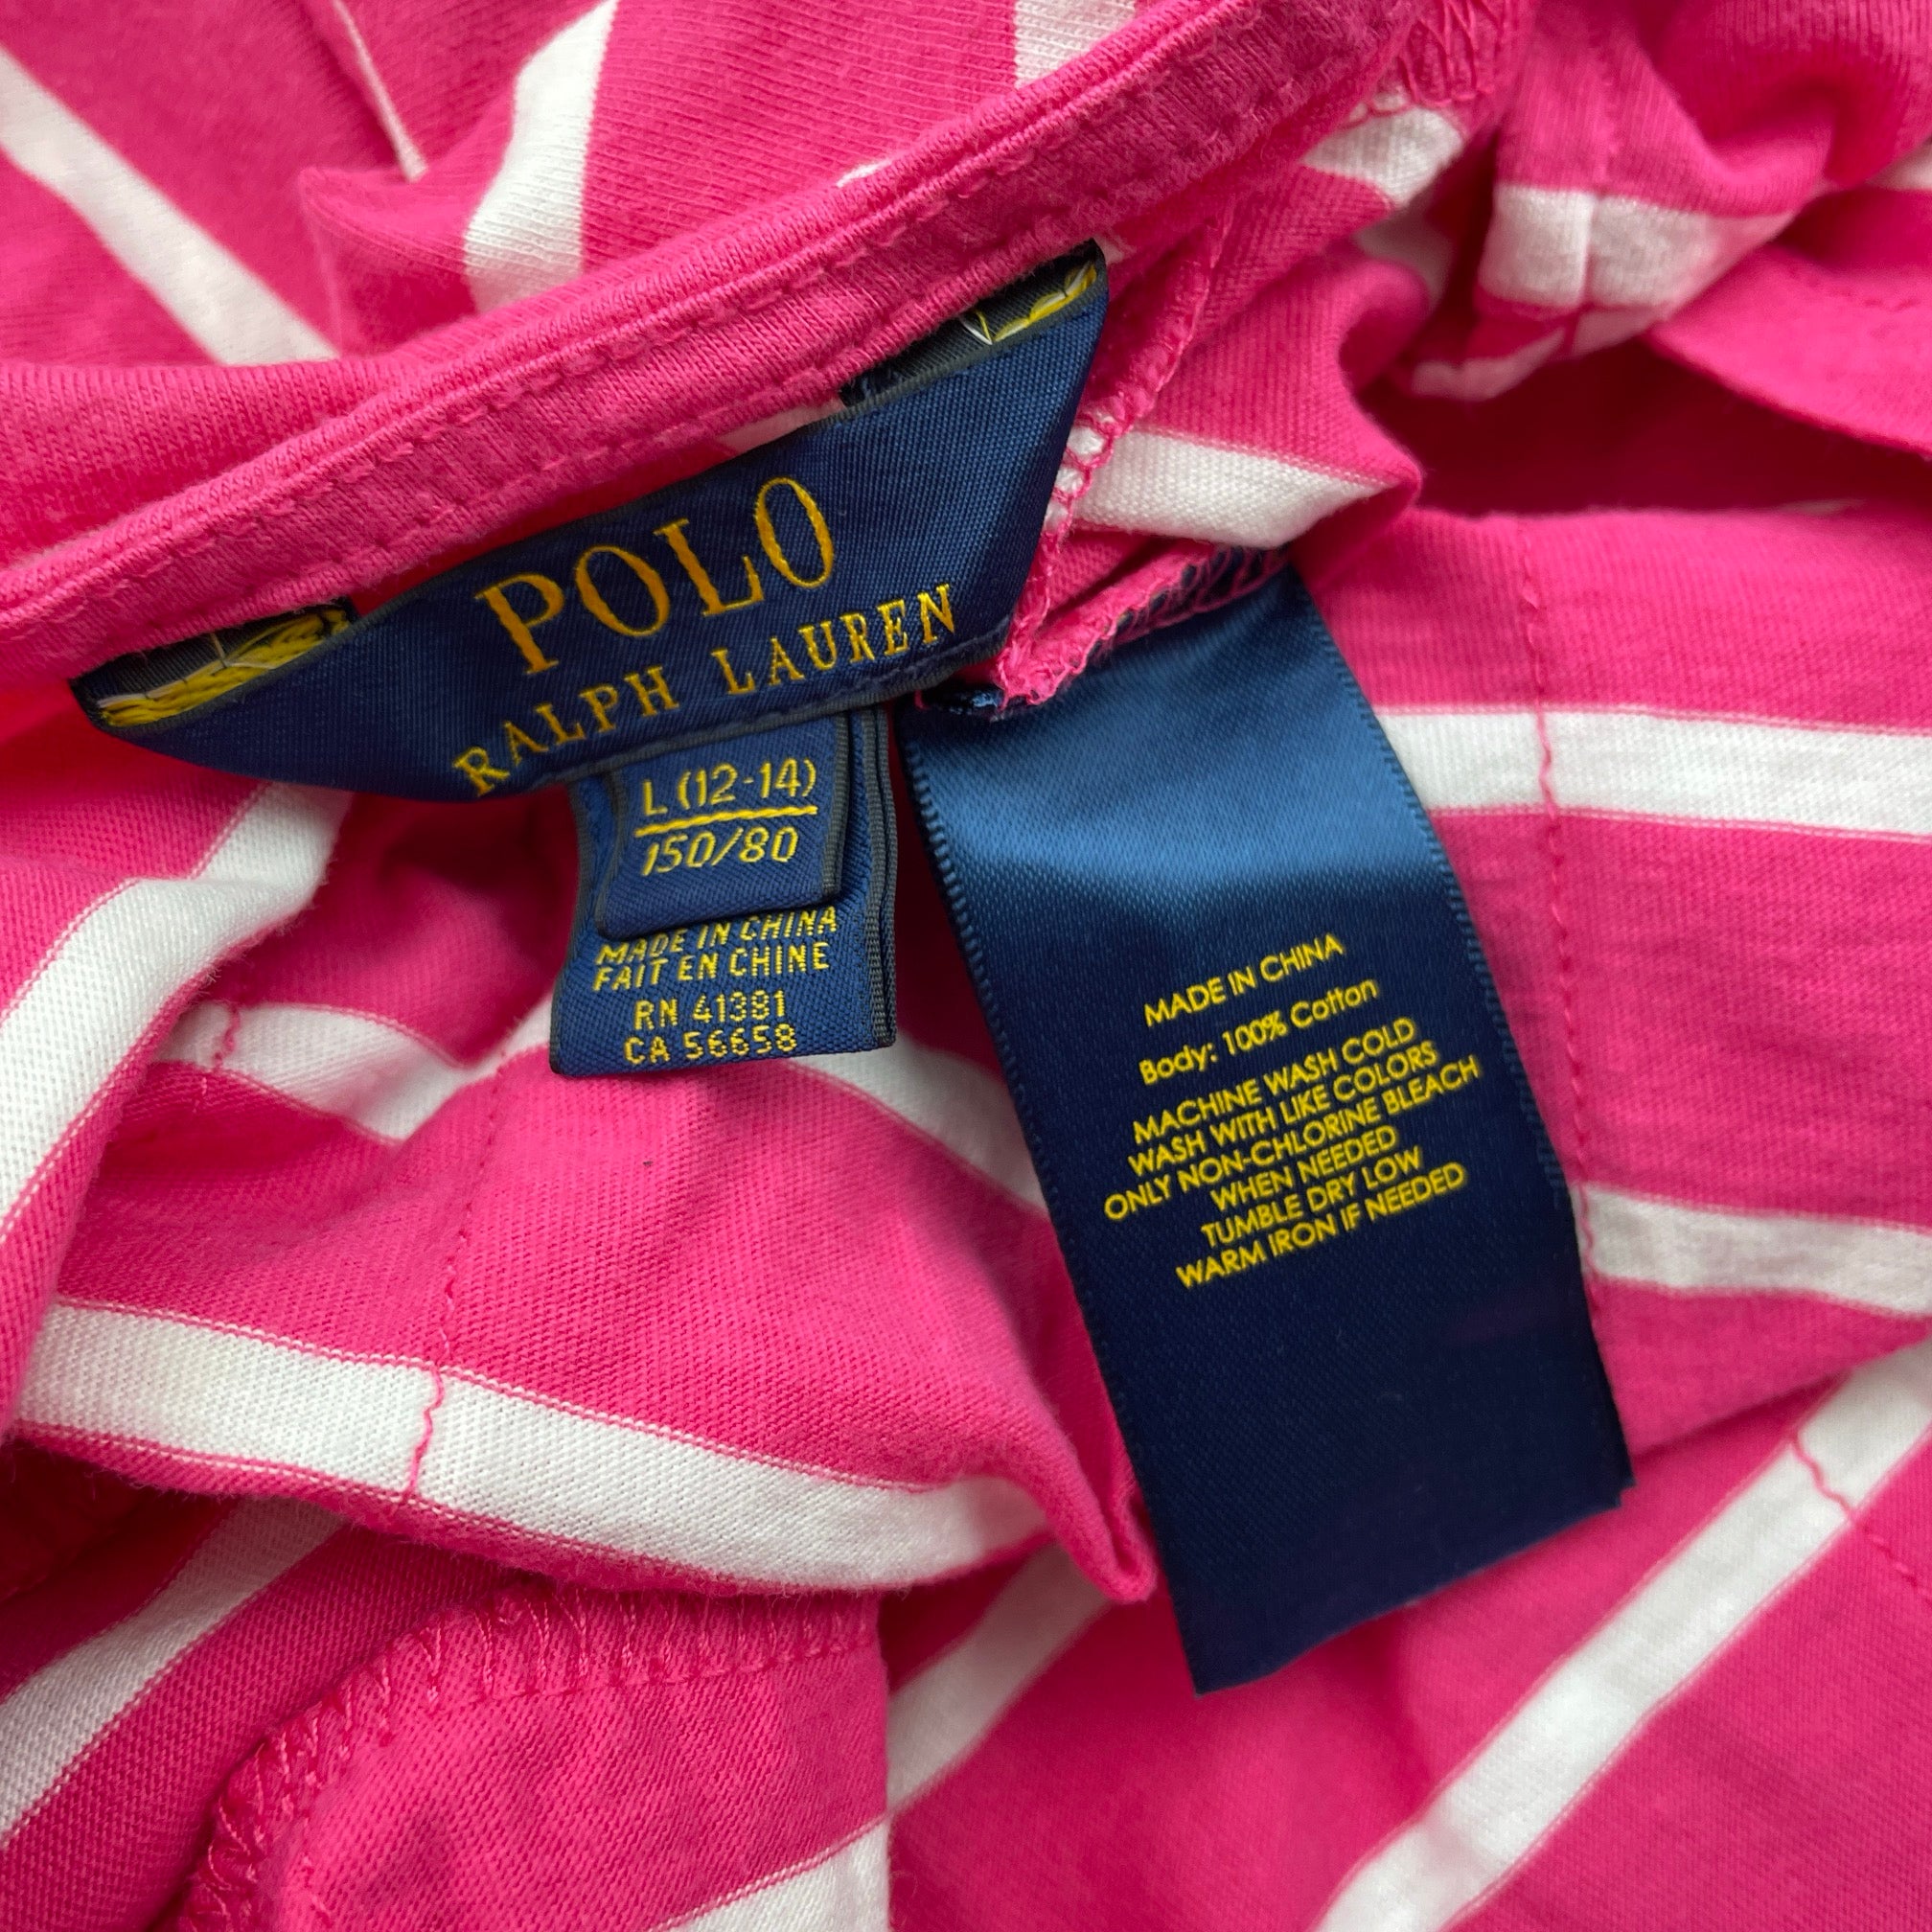 POLO
RALPH LAUREN
L (12-14)
150/80
MADE IN CHINA
FAIT EN CHINE
RN 41381
CA 56658
MADE IN CHINA
Body: 100% Cotton
MACHINE WASH COLD
WASH WITH LIKE COLORS
ONLY NON-CHLORINE BLEACH
WHEN NEEDED
TUMBLE DRY LOW
WARM IRON IF NEEDED